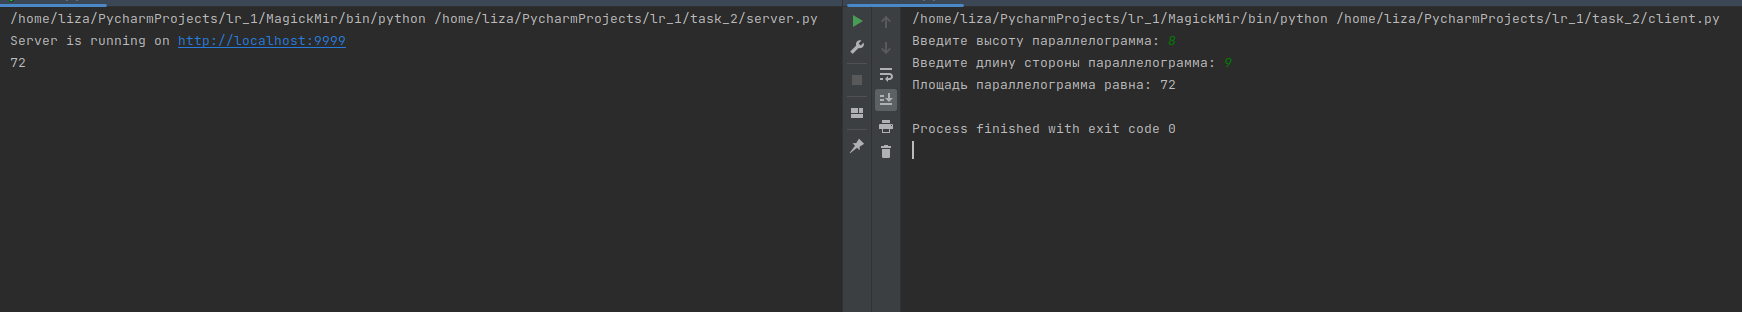 /home/liza/PycharmProjects/lr_1/MagickMir/bin/python /home/liza/PycharmProjects/lr_1/task_2/server.py
Server is running on http://localhost:9999
72
/home/liza/PycharmProjects/lr_1/MagickMir/bin/python /home/liza/PycharmProjects/lr_1/task_2/client.py
Введите высоту параллелограмма: 8
Введите длину стороны параллелограмма: 9
Площадь параллелограмма равна: 72
Process finished with exit code 0